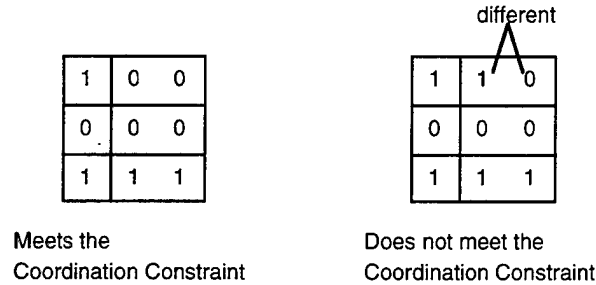 different
1 0 0
0 0 0
1 1 1
1 1 0
0 0 0
1 1 1
Meets the
Coordination Constraint
Does not meet the
Coordination Constraint